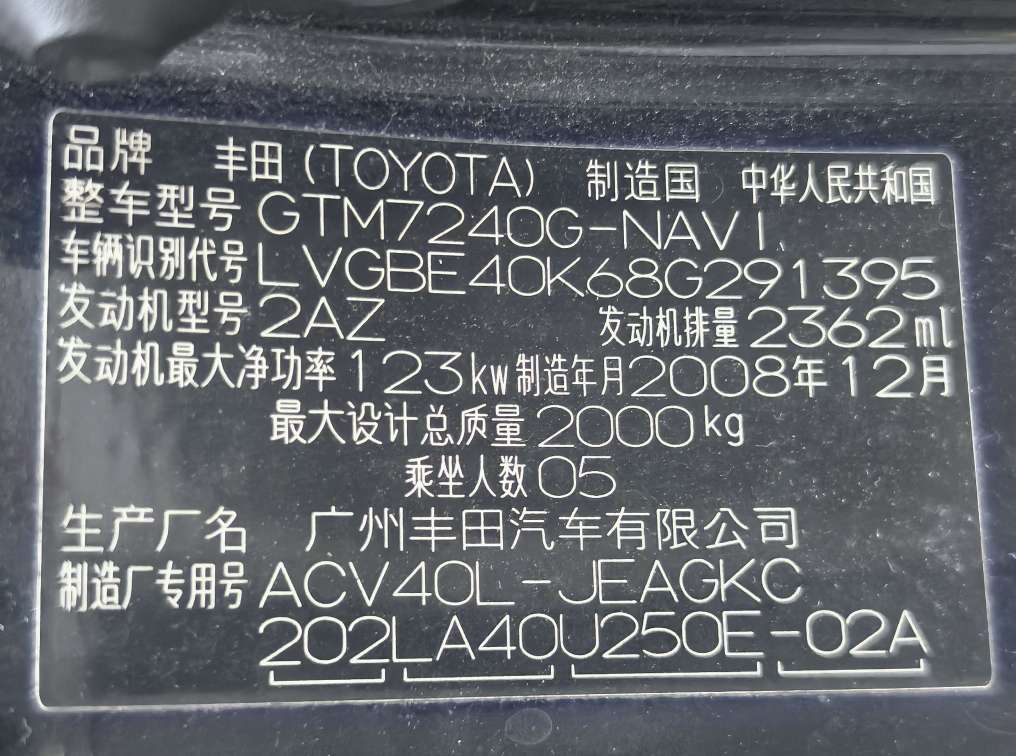 品牌 丰田(TOYOTA) 制造国 中华人民共和国
整车型号 GTM7240G-NAVI
车辆识别代号 LVGBE40K68G291395
发动机型号 2AZ 发动机排量 2362ml
发动机最大净功率 123kw 制造年月 2008年12月
最大设计总质量 2000kg
乘坐人数 05
生产厂名 广州丰田汽车有限公司
制造厂专用号 ACV40L-JEAGKC
202LA40U250E-02A